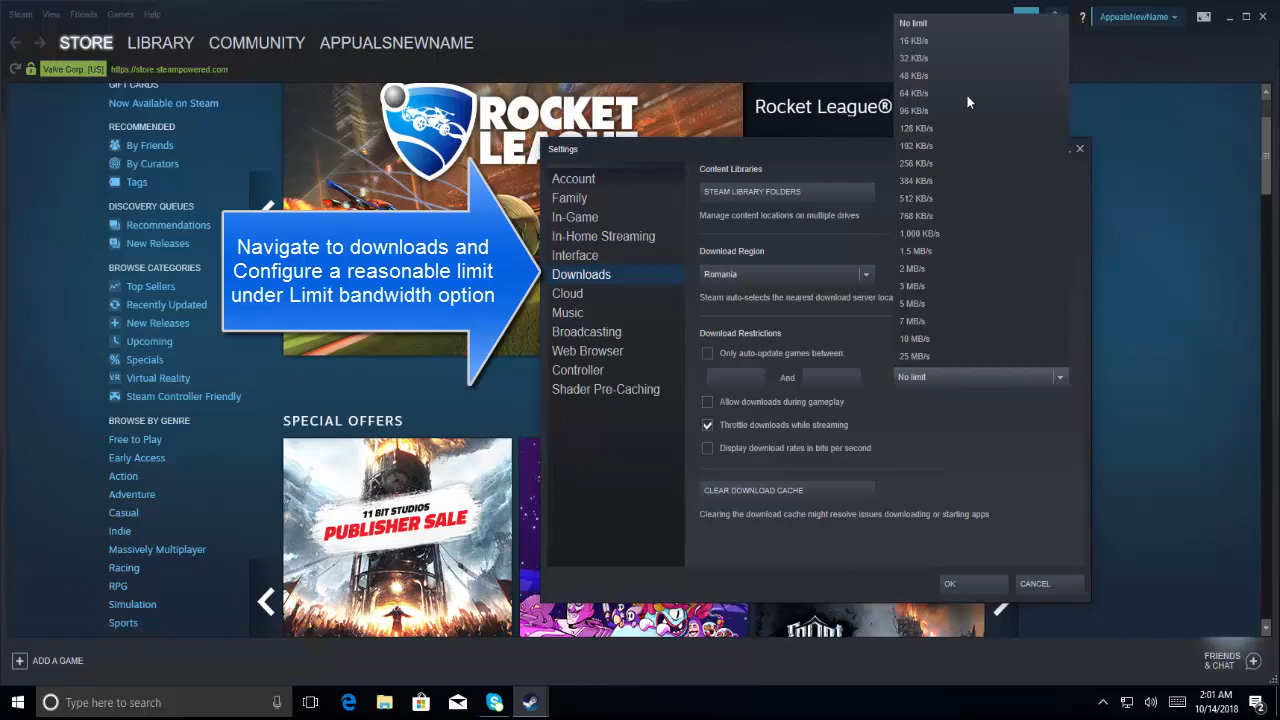 Steam View Friends Games Help
? AppualsNewName
STORE LIBRARY COMMUNITY APPUALSNEWNAME
Valve Corp. [US] https://store.steampowered.com
GIFT CARDS
Now Available on Steam
RECOMMENDED
By Friends
By Curators
Tags
DISCOVERY QUEUES
Recommendations
New Releases
BROWSE CATEGORIES
Top Sellers
Recently Updated
New Releases
Upcoming
Specials
VR Virtual Reality
Steam Controller Friendly
BROWSE BY GENRE
Free to Play
Early Access
Action
Adventure
Casual
Indie
Massively Multiplayer
Racing
RPG
Simulation
Sports
ROCKET
LEAGUE
Rocket League®
Navigate to downloads and
Configure a reasonable limit
under Limit bandwidth option
SPECIAL OFFERS
11 BIT STUDIOS
PUBLISHER SALE
Settings
Account
Family
In-Game
In-Home Streaming
Interface
Downloads
Cloud
Music
Broadcasting
Web Browser
Controller
Shader Pre-Caching
Content Libraries
STEAM LIBRARY FOLDERS
Manage content locations on multiple drives
Download Region
Romania
Steam auto-selects the nearest download server loca
Download Restrictions
Only auto-update games between
And
Allow downloads during gameplay
Throttle downloads while streaming
Display download rates in bits per second
CLEAR DOWNLOAD CACHE
Clearing the download cache might resolve issues downloading or starting apps
No limit
16 KB/s
32 KB/s
48 KB/s
64 KB/s
96 KB/s
128 KB/s
192 KB/s
256 KB/s
384 KB/s
512 KB/s
768 KB/s
1,000 KB/s
1.5 MB/s
2 MB/s
3 MB/s
5 MB/s
7 MB/s
10 MB/s
25 MB/s
No limit
OK CANCEL
ADD A GAME
FRIENDS
& CHAT
Type here to search
2:01 AM
10/14/2018
2